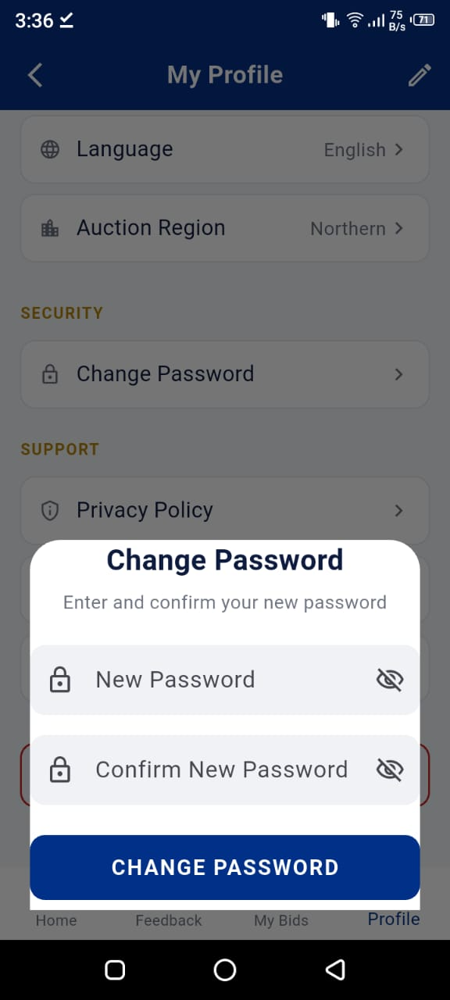 3:36
75
B/s
71
My Profile
Language English
Auction Region Northern
SECURITY
Change Password
SUPPORT
Privacy Policy
Change Password
Enter and confirm your new password
New Password
Confirm New Password
CHANGE PASSWORD
Home Feedback My Bids Profile